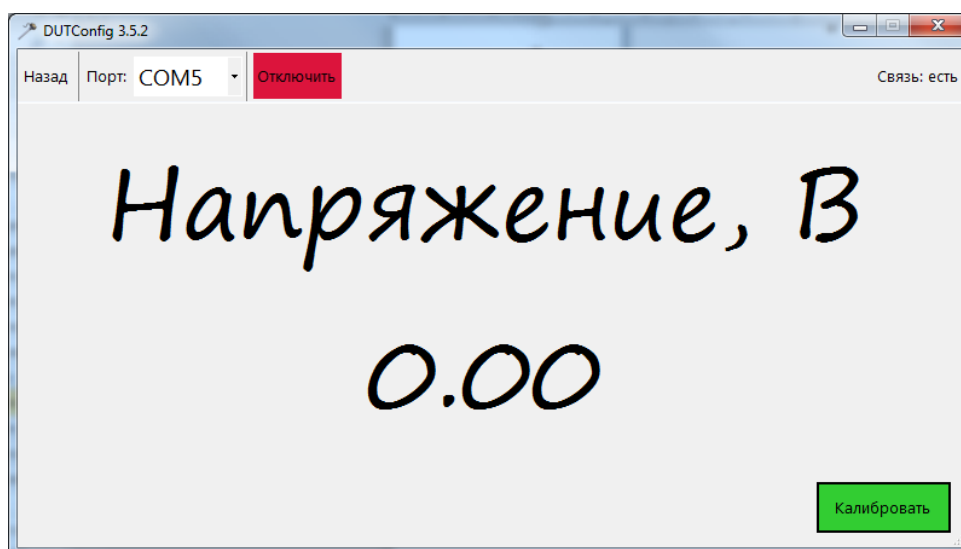 DUTConfig 3.5.2
Назад Порт: COM5 Отключить Связь: есть
Напряжение, В
0.00
Калибровать